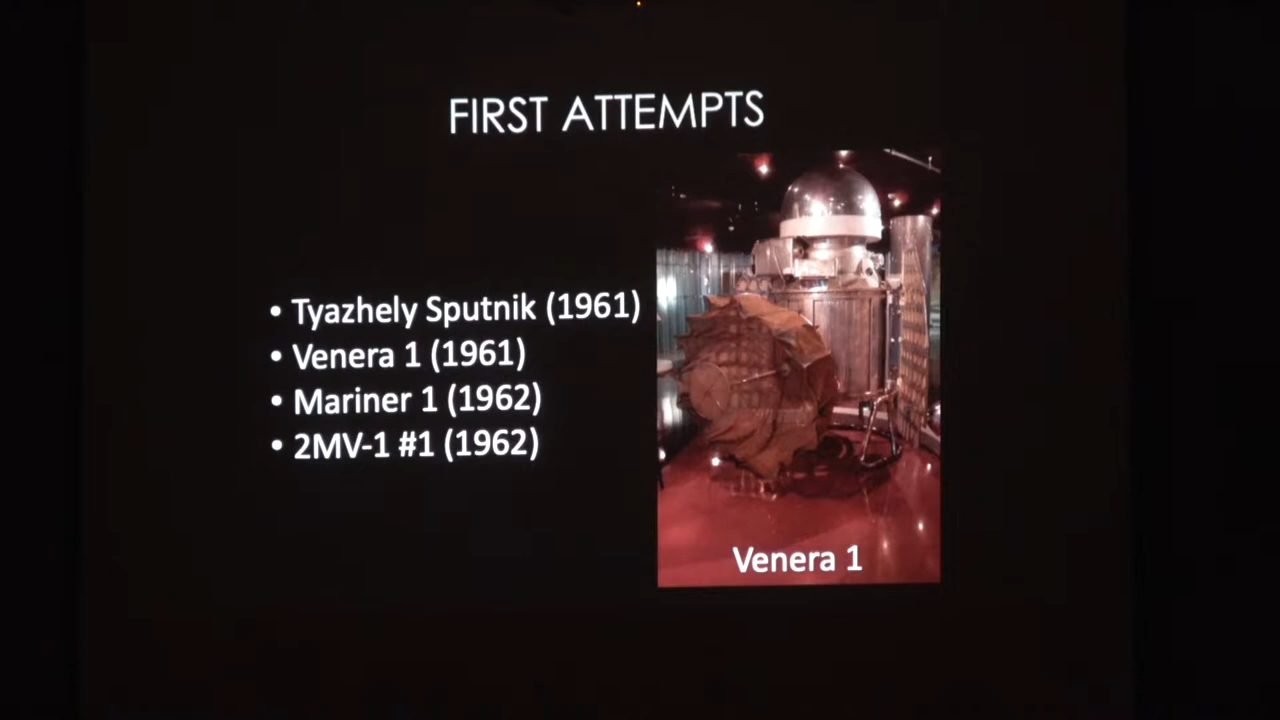 FIRST ATTEMPTS
• Tyazhely Sputnik (1961)
• Venera 1 (1961)
• Mariner 1 (1962)
• 2MV-1 #1 (1962)
Venera 1